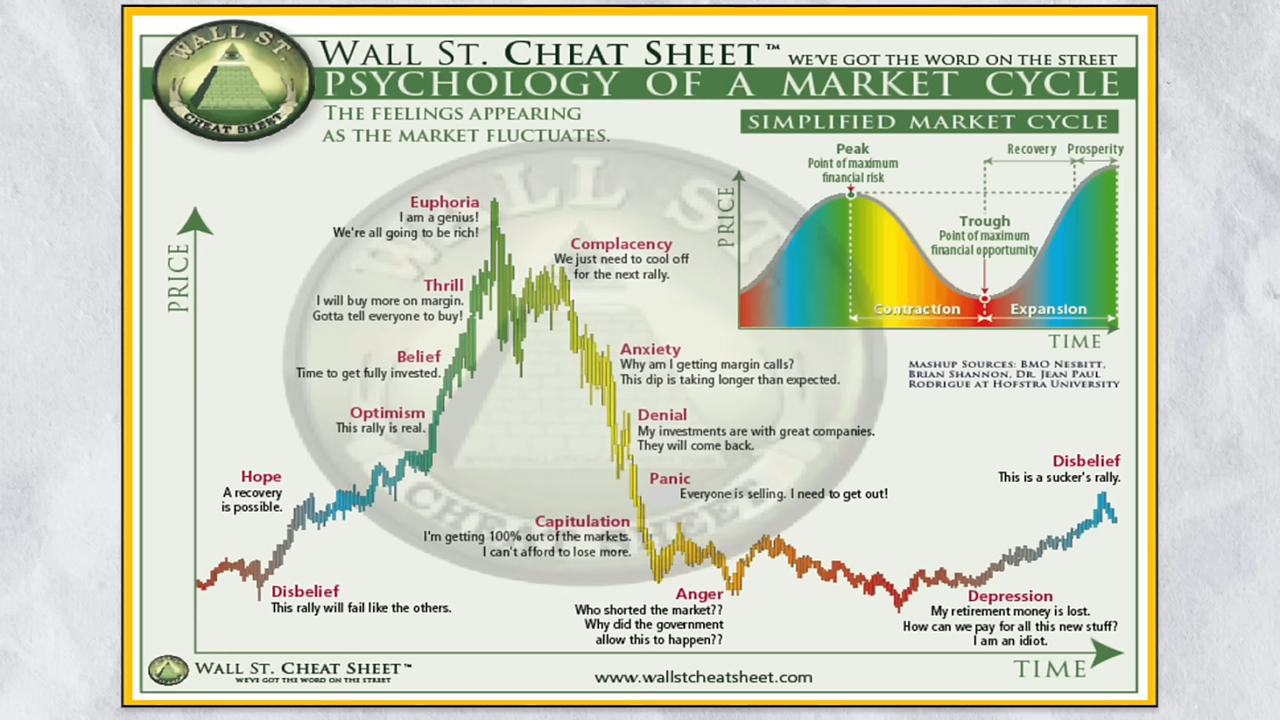 WALL ST.
CHEAT SHEET
WALL ST. CHEAT SHEET™ WE'VE GOT THE WORD ON THE STREET
PSYCHOLOGY OF A MARKET CYCLE
THE FEELINGS APPEARING
AS THE MARKET FLUCTUATES.
SIMPLIFIED MARKET CYCLE
Peak
Point of maximum
financial risk
Recovery Prosperity
Trough
Point of maximum
financial opportunity
Contraction Expansion
PRICE
TIME
MASHUP SOURCES: BMO NESBITT,
BRIAN SHANNON, DR. JEAN PAUL
RODRIGUE AT HOFSTRA UNIVERSITY
WALL ST.
CHEAT SHEET
PRICE
Euphoria
I am a genius!
We're all going to be rich!
Complacency
We just need to cool off
for the next rally.
Thrill
I will buy more on margin.
Gotta tell everyone to buy!
Belief
Time to get fully invested.
Anxiety
Why am I getting margin calls?
This dip is taking longer than expected.
Optimism
This rally is real.
Denial
My investments are with great companies.
They will come back.
Hope
A recovery
is possible.
Panic
Everyone is selling. I need to get out!
Disbelief
This is a sucker's rally.
Capitulation
I'm getting 100% out of the markets.
I can't afford to lose more.
Disbelief
This rally will fail like the others.
Anger
Who shorted the market??
Why did the government
allow this to happen??
Depression
My retirement money is lost.
How can we pay for all this new stuff?
I am an idiot.
TIME
WALL ST. CHEAT SHEET™
WE'VE GOT THE WORD ON THE STREET
www.wallstcheatsheet.com